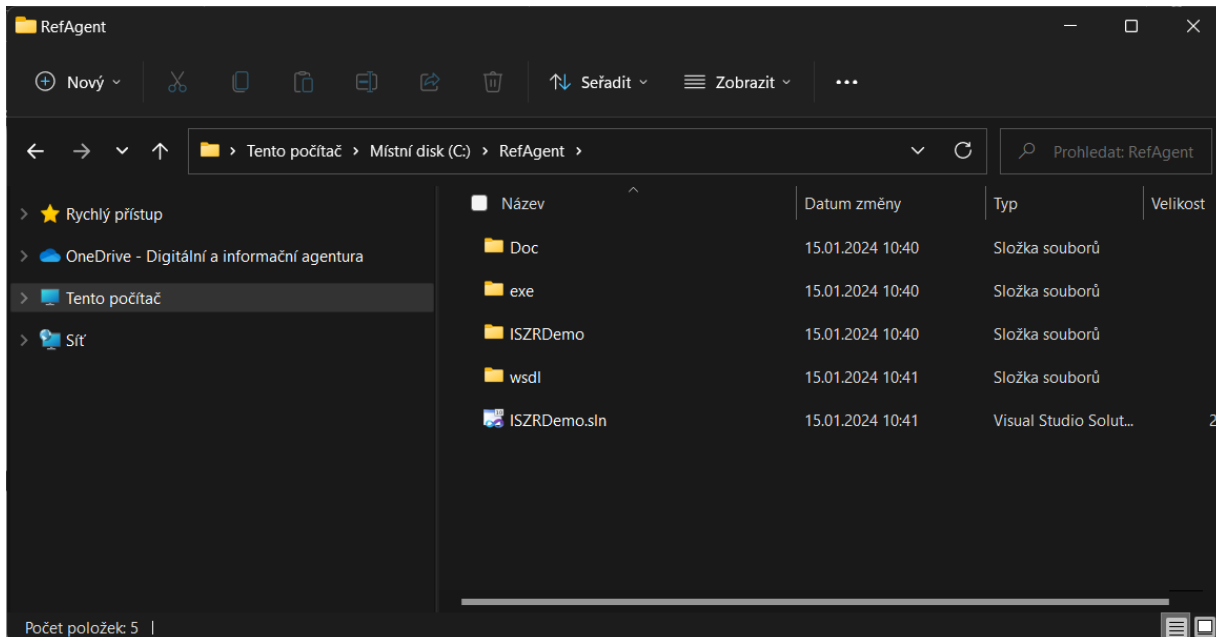 RefAgent
Nový Seřadit Zobrazit
Tento počítač Místní disk (C:) RefAgent Prohledat: RefAgent
Rychlý přístup
OneDrive - Digitální a informační agentura
Tento počítač
Síť
Název Datum změny Typ Velikost
Doc 15.01.2024 10:40 Složka souborů
exe 15.01.2024 10:40 Složka souborů
ISZRDemo 15.01.2024 10:40 Složka souborů
wsdl 15.01.2024 10:41 Složka souborů
ISZRDemo.sln 15.01.2024 10:41 Visual Studio Solut... 2
Počet položek: 5